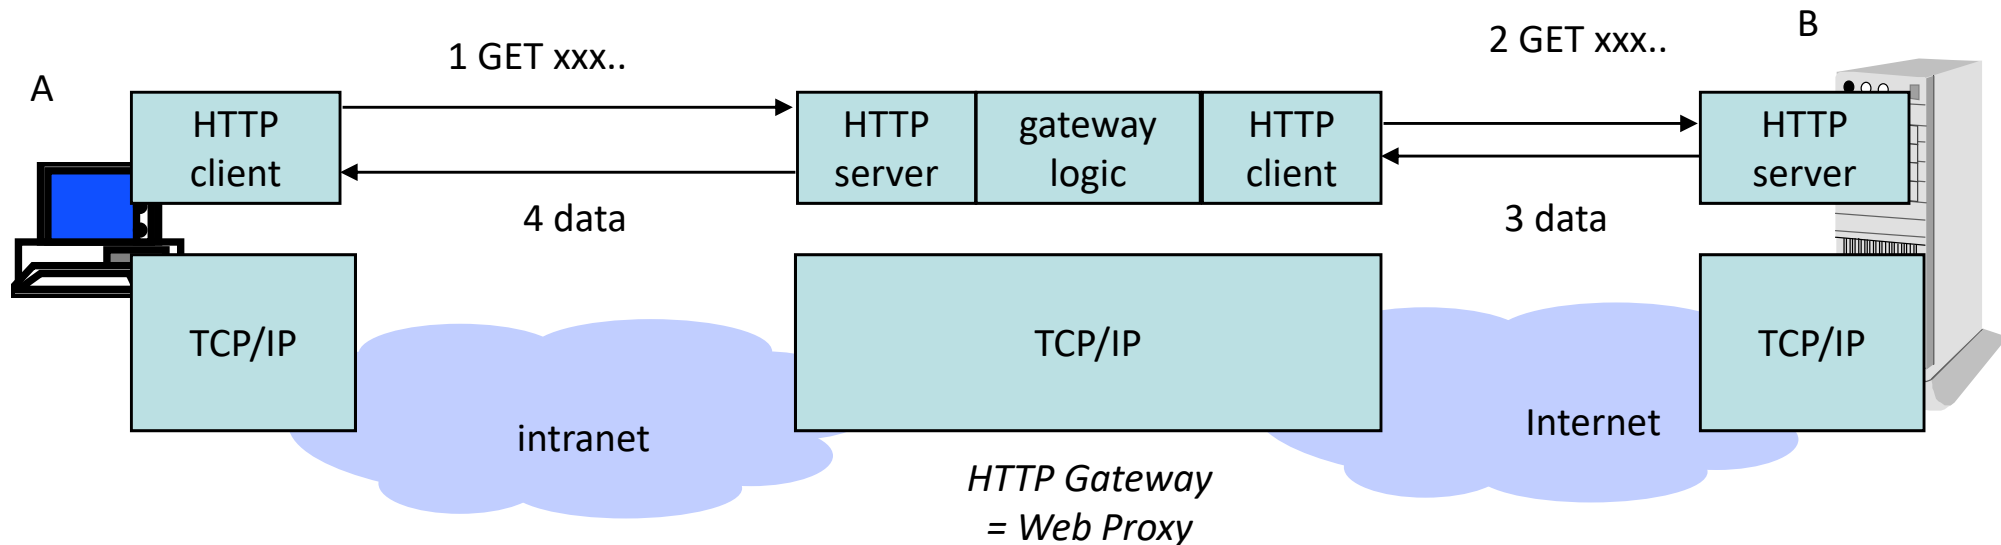 A
1 GET xxx..
2 GET xxx..
B
HTTP
client
HTTP
server
gateway
logic
HTTP
client
HTTP
server
4 data
3 data
TCP/IP
TCP/IP
TCP/IP
intranet
Internet
HTTP Gateway
= Web Proxy